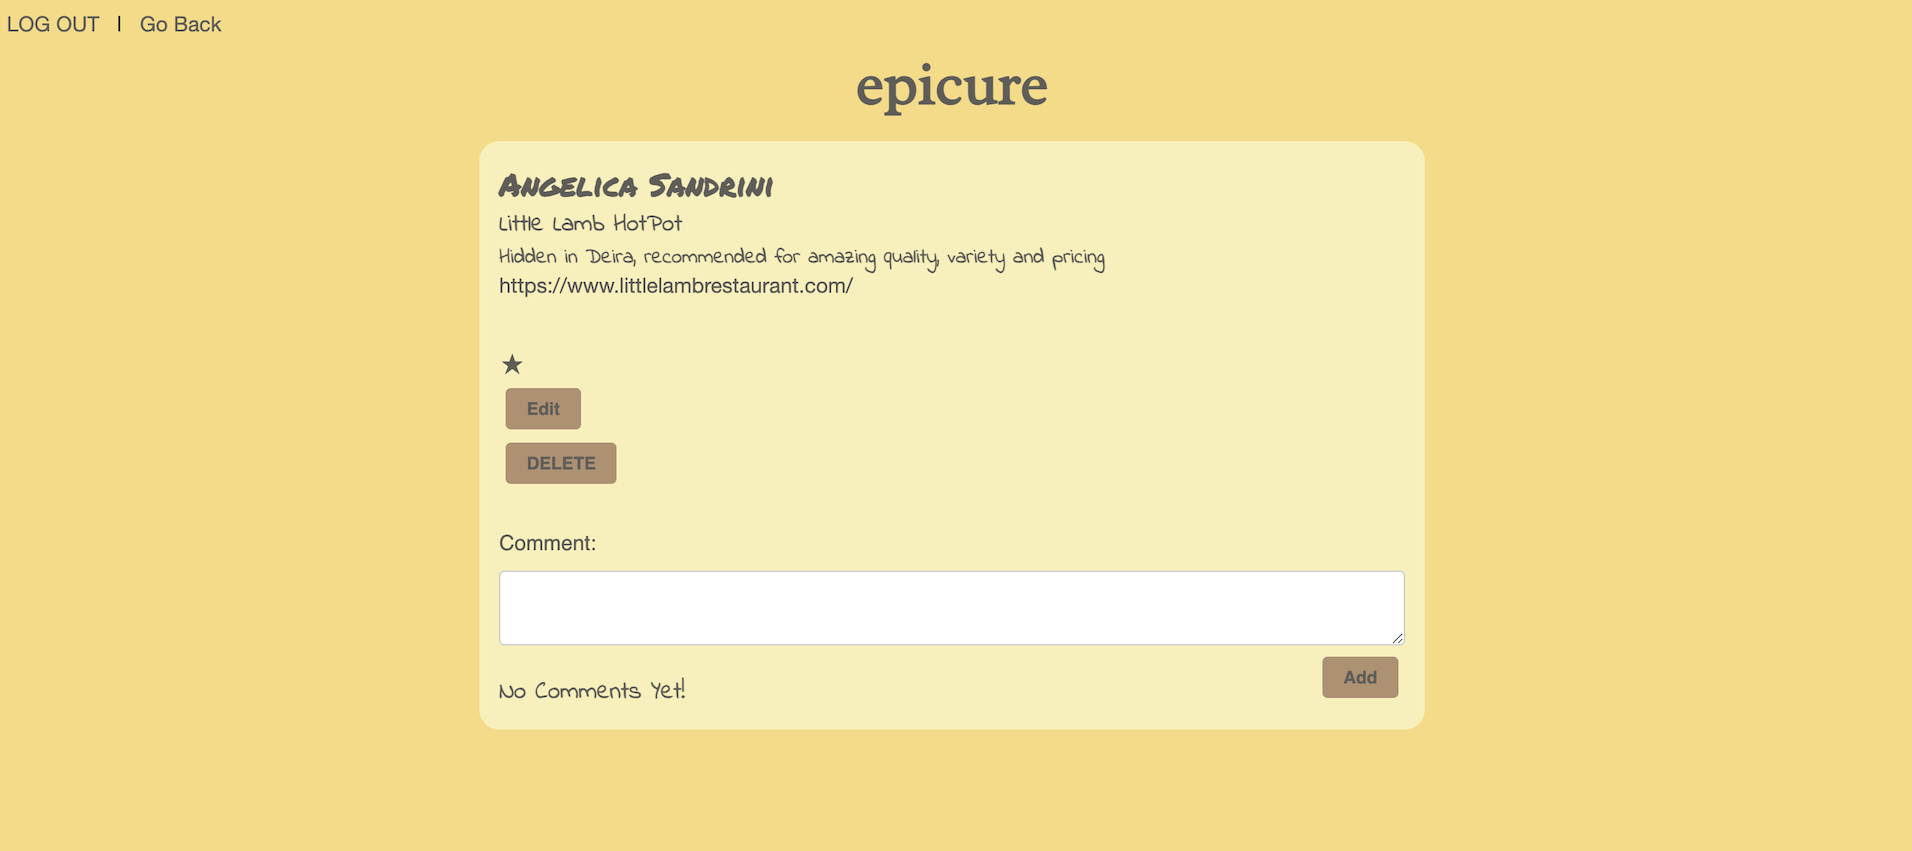 LOG OUT | Go Back
epicure
Angelica Sandrini
Little Lamb HotPot
Hidden in Deira, recommended for amazing quality, variety and pricing
https://www.littlelambrestaurant.com/
★
Edit
DELETE
Comment:
Add
No Comments Yet!